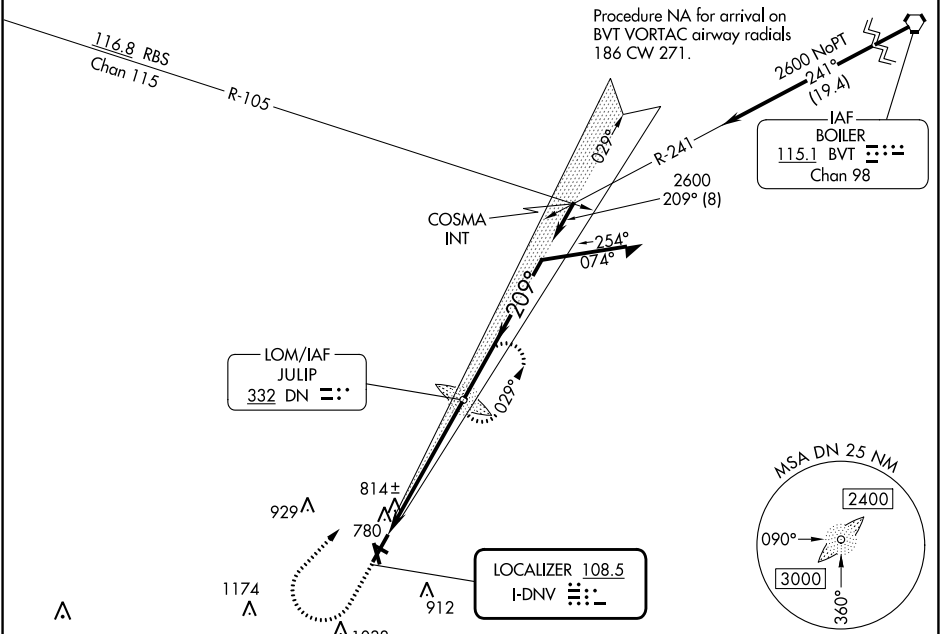 Procedure NA for arrival on
BVT VORTAC airway radials
186 CW 271.
116.8 RBS
Chan 115
R-105
2600 NoPT
241°
(19.4)
IAF
BOILER
115.1 BVT
Chan 98
029°
R-241
2600
209° (8)
COSMA
INT
254°
074°
209°
LOM/IAF
JULIP
332 DN
029°
MSA DN 25 NM
2400
090°
3000
360°
814±
929
780
LOCALIZER 108.5
I-DNV
1174
912